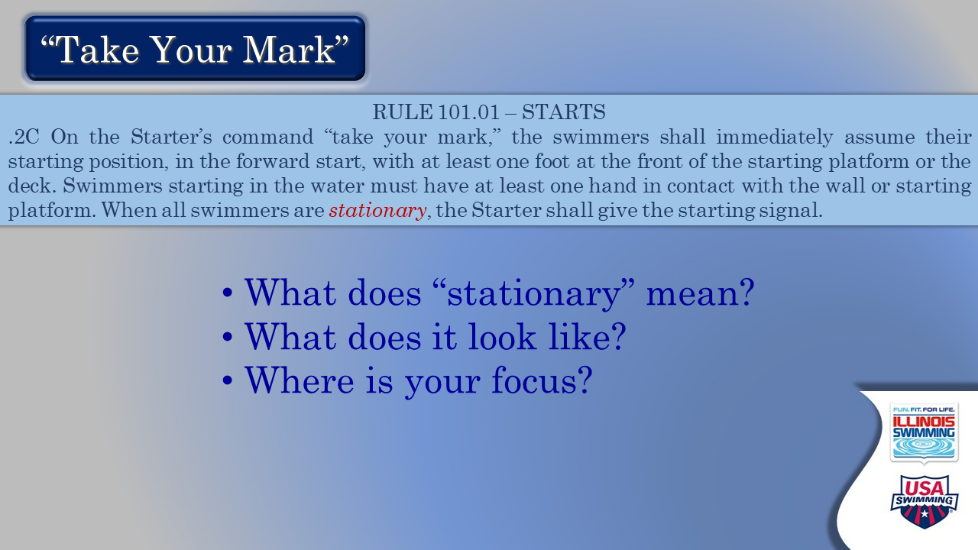 “Take Your Mark”
RULE 101.01 – STARTS
.2C On the Starter’s command “take your mark,” the swimmers shall immediately assume their
starting position, in the forward start, with at least one foot at the front of the starting platform or the
deck. Swimmers starting in the water must have at least one hand in contact with the wall or starting
platform. When all swimmers are stationary, the Starter shall give the starting signal.
• What does “stationary” mean?
• What does it look like?
• Where is your focus?
FUN. FIT. FOR LIFE.
ILLINOIS
SWIMMING
USA
SWIMMING